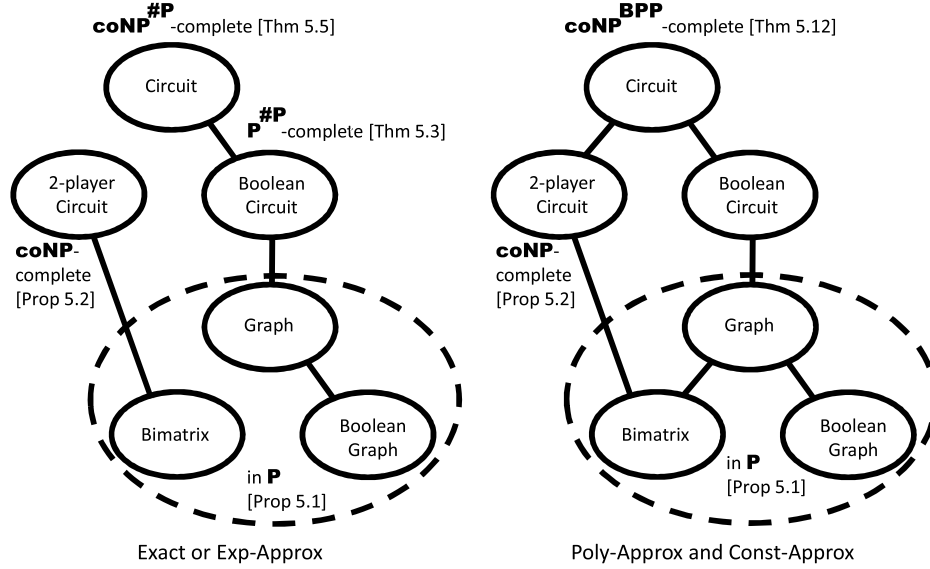 coNP^#P-complete [Thm 5.5]
Circuit
P^#P-complete [Thm 5.3]
2-player
Circuit
Boolean
Circuit
coNP-
complete
[Prop 5.2]
Graph
Bimatrix
Boolean
Graph
in P
[Prop 5.1]
Exact or Exp-Approx
coNP^BPP-complete [Thm 5.12]
Circuit
2-player
Circuit
Boolean
Circuit
coNP-
complete
[Prop 5.2]
Graph
Bimatrix
Boolean
Graph
in P
[Prop 5.1]
Poly-Approx and Const-Approx